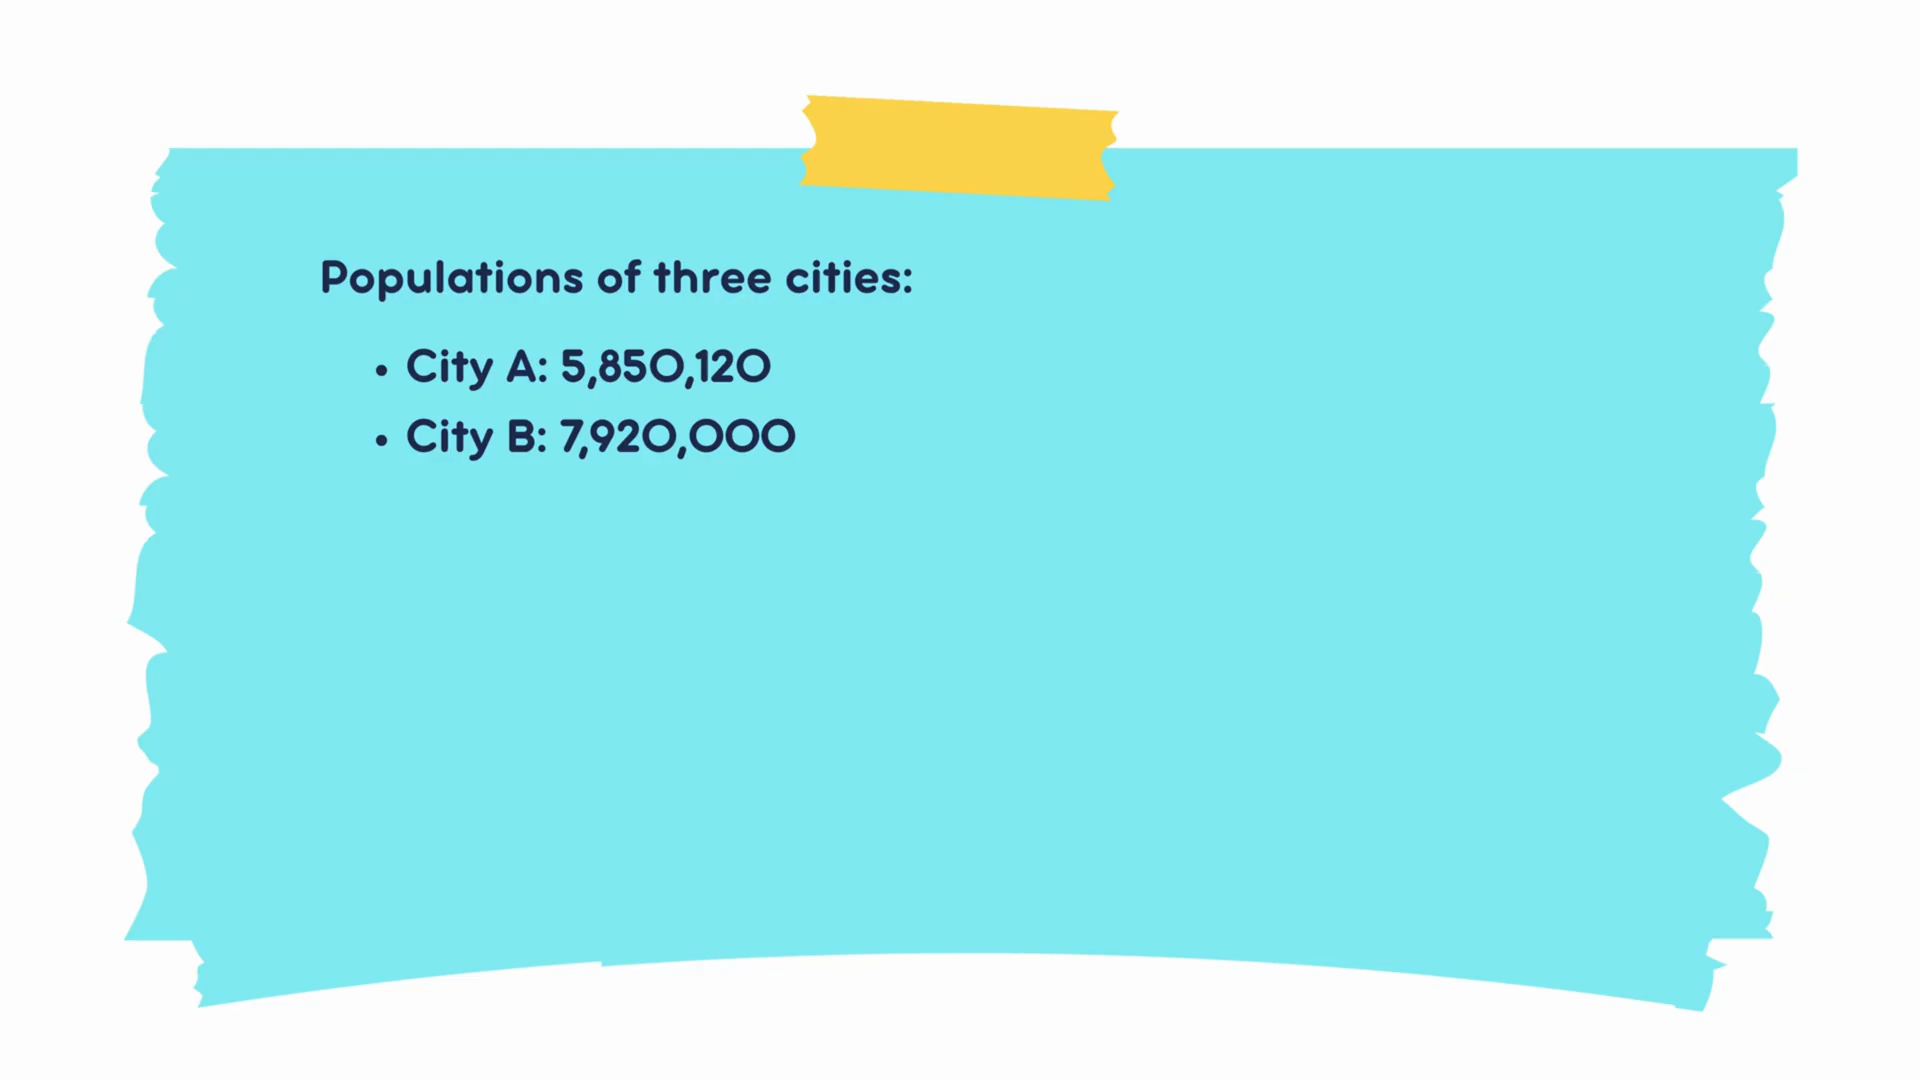 Populations of three cities:
• City A: 5,850,120
• City B: 7,920,000